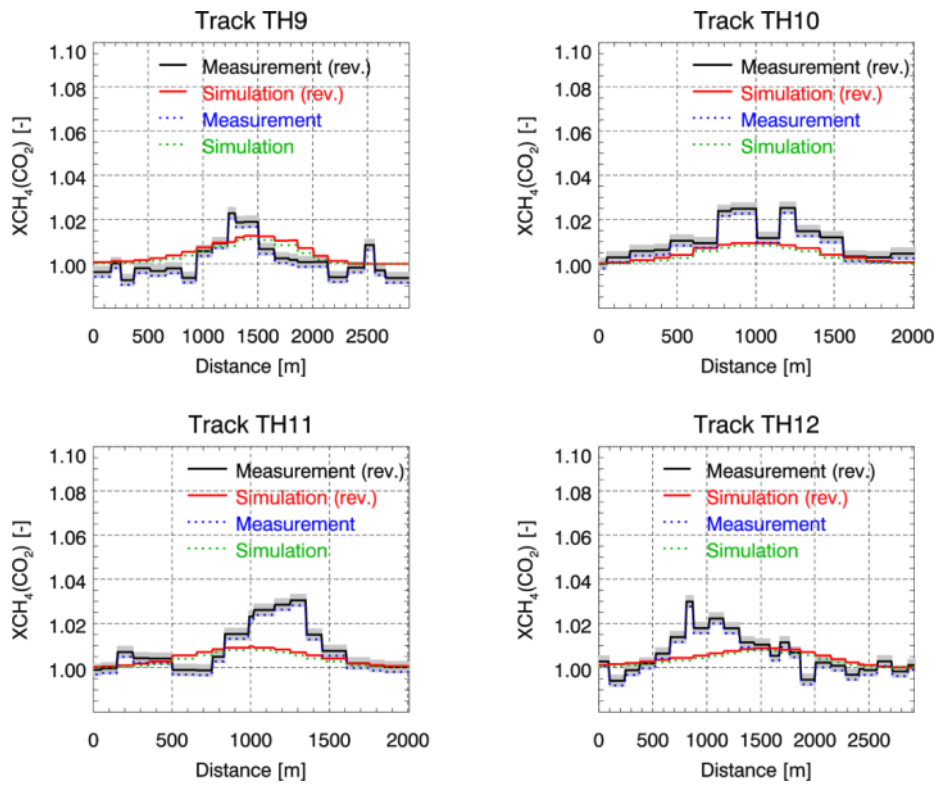 Track TH9
1.10
1.08
1.06
1.04
1.02
1.00
XCH₄(CO₂) [-]
Measurement (rev.)
Simulation (rev.)
Measurement
Simulation
0 500 1000 1500 2000 2500
Distance [m]
Track TH10
1.10
1.08
1.06
1.04
1.02
1.00
XCH₄(CO₂) [-]
Measurement (rev.)
Simulation (rev.)
Measurement
Simulation
0 500 1000 1500 2000
Distance [m]
Track TH11
1.10
1.08
1.06
1.04
1.02
1.00
XCH₄(CO₂) [-]
Measurement (rev.)
Simulation (rev.)
Measurement
Simulation
0 500 1000 1500 2000
Distance [m]
Track TH12
1.10
1.08
1.06
1.04
1.02
1.00
XCH₄(CO₂) [-]
Measurement (rev.)
Simulation (rev.)
Measurement
Simulation
0 500 1000 1500 2000 2500
Distance [m]